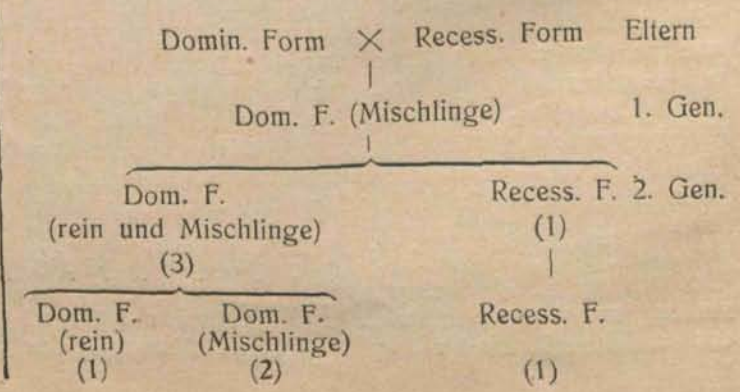 Domin. Form × Recess. Form Eltern
Dom. F. (Mischlinge) 1. Gen.
Dom. F. Recess. F. 2. Gen.
(rein und Mischlinge) (1)
(3)
Dom. F. Dom. F. Recess. F.
(rein) (Mischlinge)
(1) (2) (1)